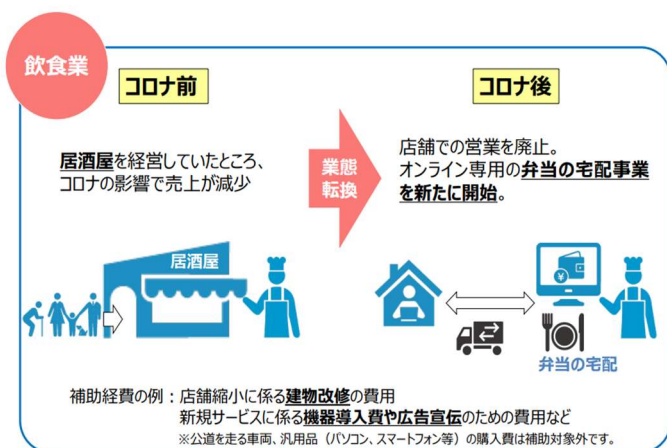 飲食業
コロナ前
コロナ後
居酒屋を経営していたところ、
コロナの影響で売上が減少
業態
転換
店舗での営業を廃止。
オンライン専用の弁当の宅配事業
を新たに開始。
居酒屋
¥
弁当の宅配
補助経費の例：店舗縮小に係る建物改修の費用
新規サービスに係る機器導入費や広告宣伝のための費用など
※公道を走る車両、汎用品（パソコン、スマートフォン等）の購入費は補助対象外です。